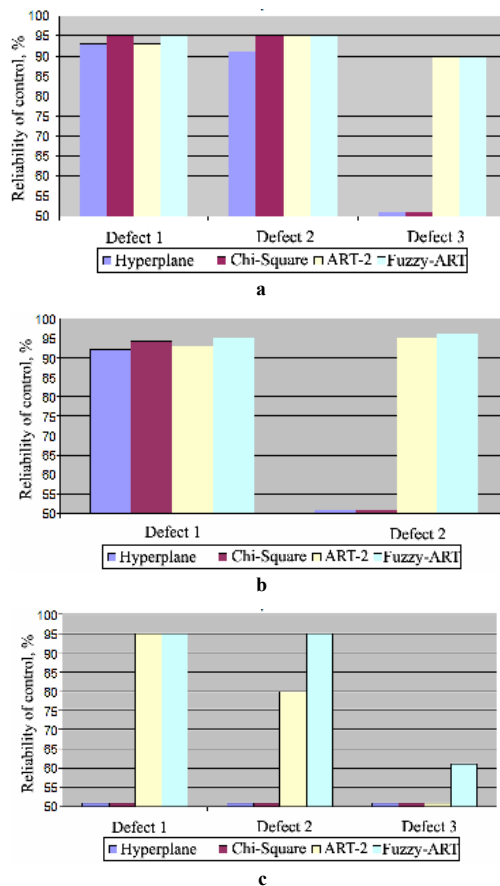 Reliability of control, %
100
95
90
85
80
75
70
65
60
55
50
Defect 1 Defect 2 Defect 3
Hyperplane Chi-Square ART-2 Fuzzy-ART
a
Reliability of control, %
100
95
90
85
80
75
70
65
60
55
50
Defect 1 Defect 2
Hyperplane Chi-Square ART-2 Fuzzy-ART
b
Reliability of control, %
100
95
90
85
80
75
70
65
60
55
50
Defect 1 Defect 2 Defect 3
Hyperplane Chi-Square ART-2 Fuzzy-ART
c